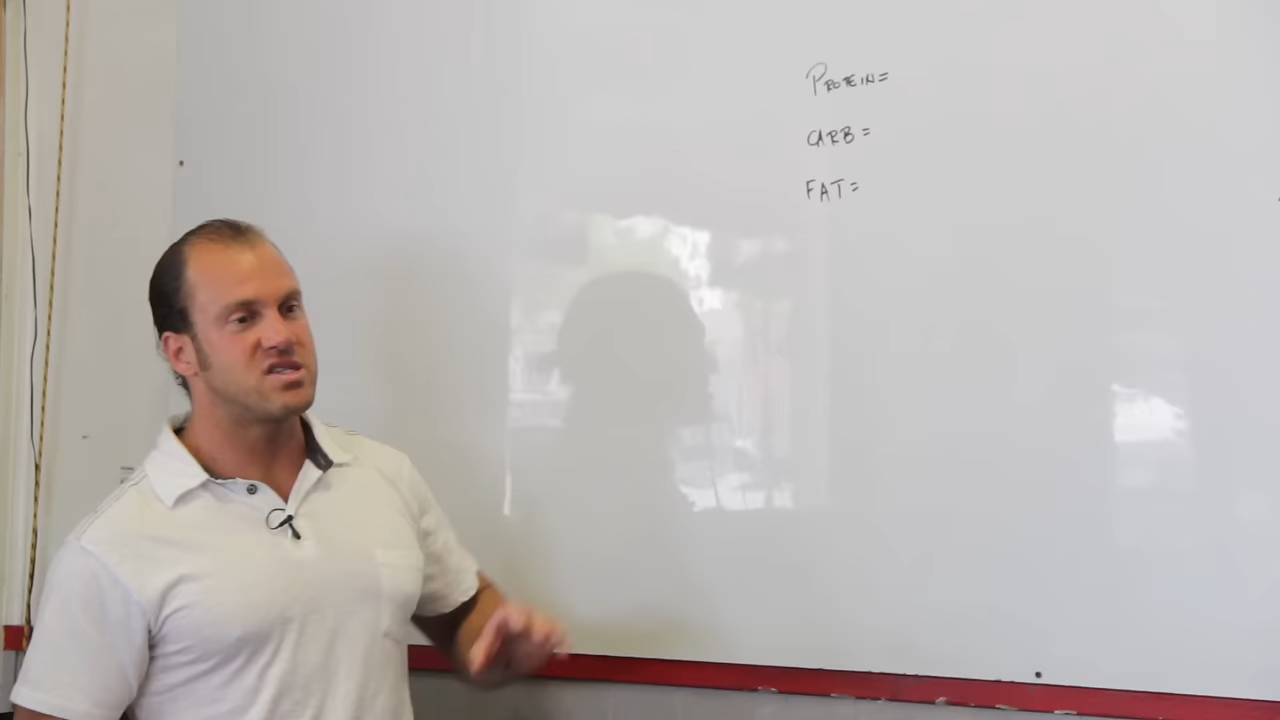 PROTEIN=
CARB=
FAT=